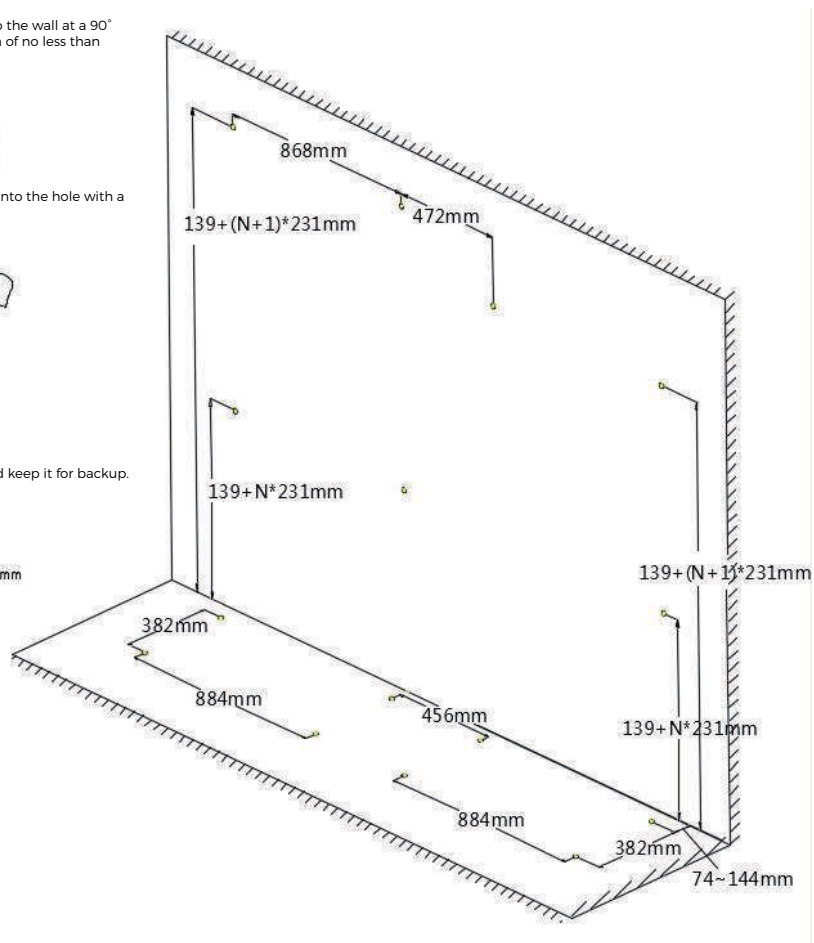 o the wall at a 90°
of no less than
868mm
nto the hole with a
472mm
139+(N+1)*231mm
keep it for backup.
139+N*231mm
139+(N+1)*231mm
mm
382mm
884mm
456mm
139+N*231mm
884mm
382mm
74~144mm